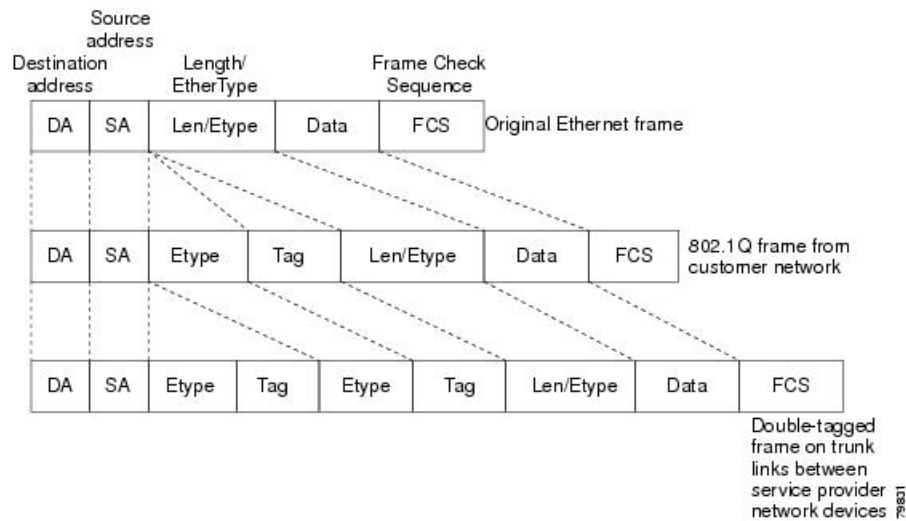 Source
address
Destination
address
Length/
EtherType
Frame Check
Sequence
DA SA Len/Etype Data FCS Original Ethernet frame
DA SA Etype Tag Len/Etype Data FCS 802.1Q frame from
customer network
DA SA Etype Tag Etype Tag Len/Etype Data FCS
Double-tagged
frame on trunk
links between
service provider
network devices
79831